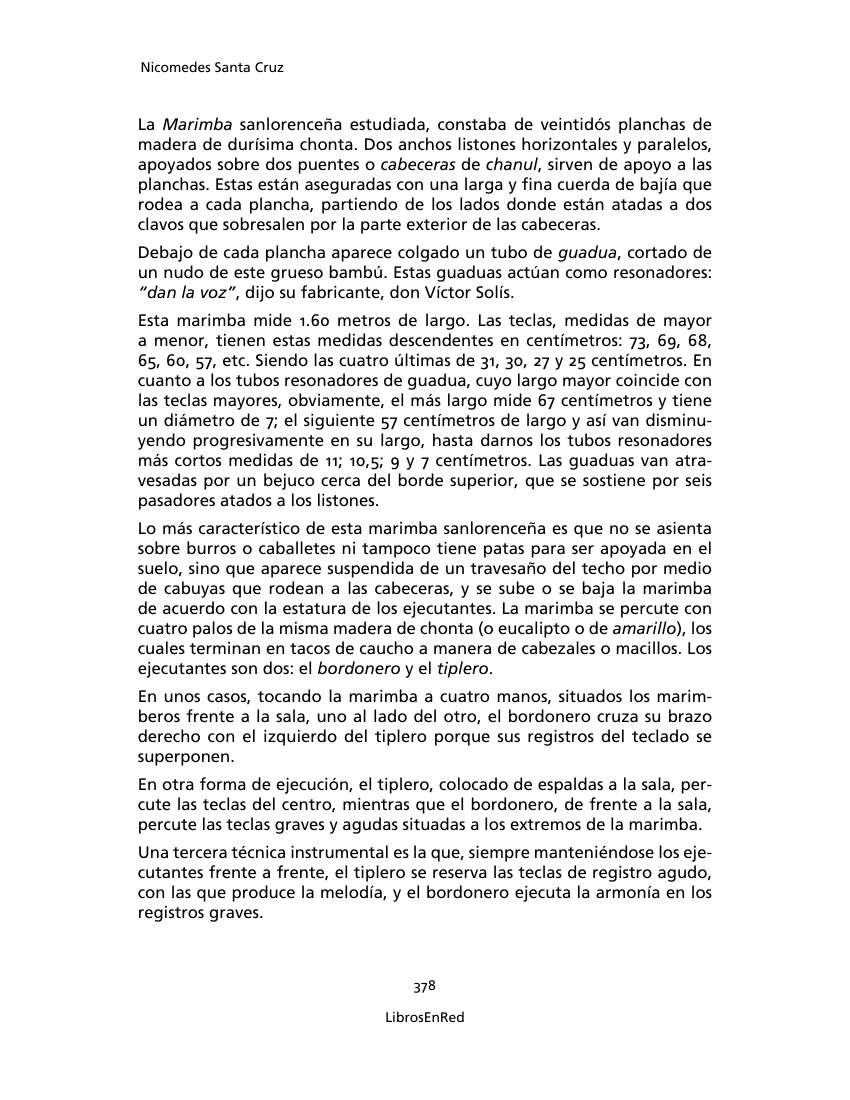 Nicomedes Santa Cruz
La Marimba sanlorenceña estudiada, constaba de veintidós planchas de
madera de durísima chonta. Dos anchos listones horizontales y paralelos,
apoyados sobre dos puentes o cabeceras de chanul, sirven de apoyo a las
planchas. Estas están aseguradas con una larga y fina cuerda de bajía que
rodea a cada plancha, partiendo de los lados donde están atadas a dos
clavos que sobresalen por la parte exterior de las cabeceras.
Debajo de cada plancha aparece colgado un tubo de guadua, cortado de
un nudo de este grueso bambú. Estas guaduas actúan como resonadores:
“dan la voz”, dijo su fabricante, don Víctor Solís.
Esta marimba mide 1.60 metros de largo. Las teclas, medidas de mayor
a menor, tienen estas medidas descendentes en centímetros: 73, 69, 68,
65, 60, 57, etc. Siendo las cuatro últimas de 31, 30, 27 y 25 centímetros. En
cuanto a los tubos resonadores de guadua, cuyo largo mayor coincide con
las teclas mayores, obviamente, el más largo mide 67 centímetros y tiene
un diámetro de 7; el siguiente 57 centímetros de largo y así van disminu-
yendo progresivamente en su largo, hasta darnos los tubos resonadores
más cortos medidas de 11; 10,5; 9 y 7 centímetros. Las guaduas van atra-
vesadas por un bejuco cerca del borde superior, que se sostiene por seis
pasadores atados a los listones.
Lo más característico de esta marimba sanlorenceña es que no se asienta
sobre burros o caballetes ni tampoco tiene patas para ser apoyada en el
suelo, sino que aparece suspendida de un travesaño del techo por medio
de cabuyas que rodean a las cabeceras, y se sube o se baja la marimba
de acuerdo con la estatura de los ejecutantes. La marimba se percute con
cuatro palos de la misma madera de chonta (o eucalipto o de amarillo), los
cuales terminan en tacos de caucho a manera de cabezales o macillos. Los
ejecutantes son dos: el bordonero y el tiplero.
En unos casos, tocando la marimba a cuatro manos, situados los marim-
beros frente a la sala, uno al lado del otro, el bordonero cruza su brazo
derecho con el izquierdo del tiplero porque sus registros del teclado se
superponen.
En otra forma de ejecución, el tiplero, colocado de espaldas a la sala, per-
cute las teclas del centro, mientras que el bordonero, de frente a la sala,
percute las teclas graves y agudas situadas a los extremos de la marimba.
Una tercera técnica instrumental es la que, siempre manteniéndose los eje-
cutantes frente a frente, el tiplero se reserva las teclas de registro agudo,
con las que produce la melodía, y el bordonero ejecuta la armonía en los
registros graves.
378
LibrosEnRed